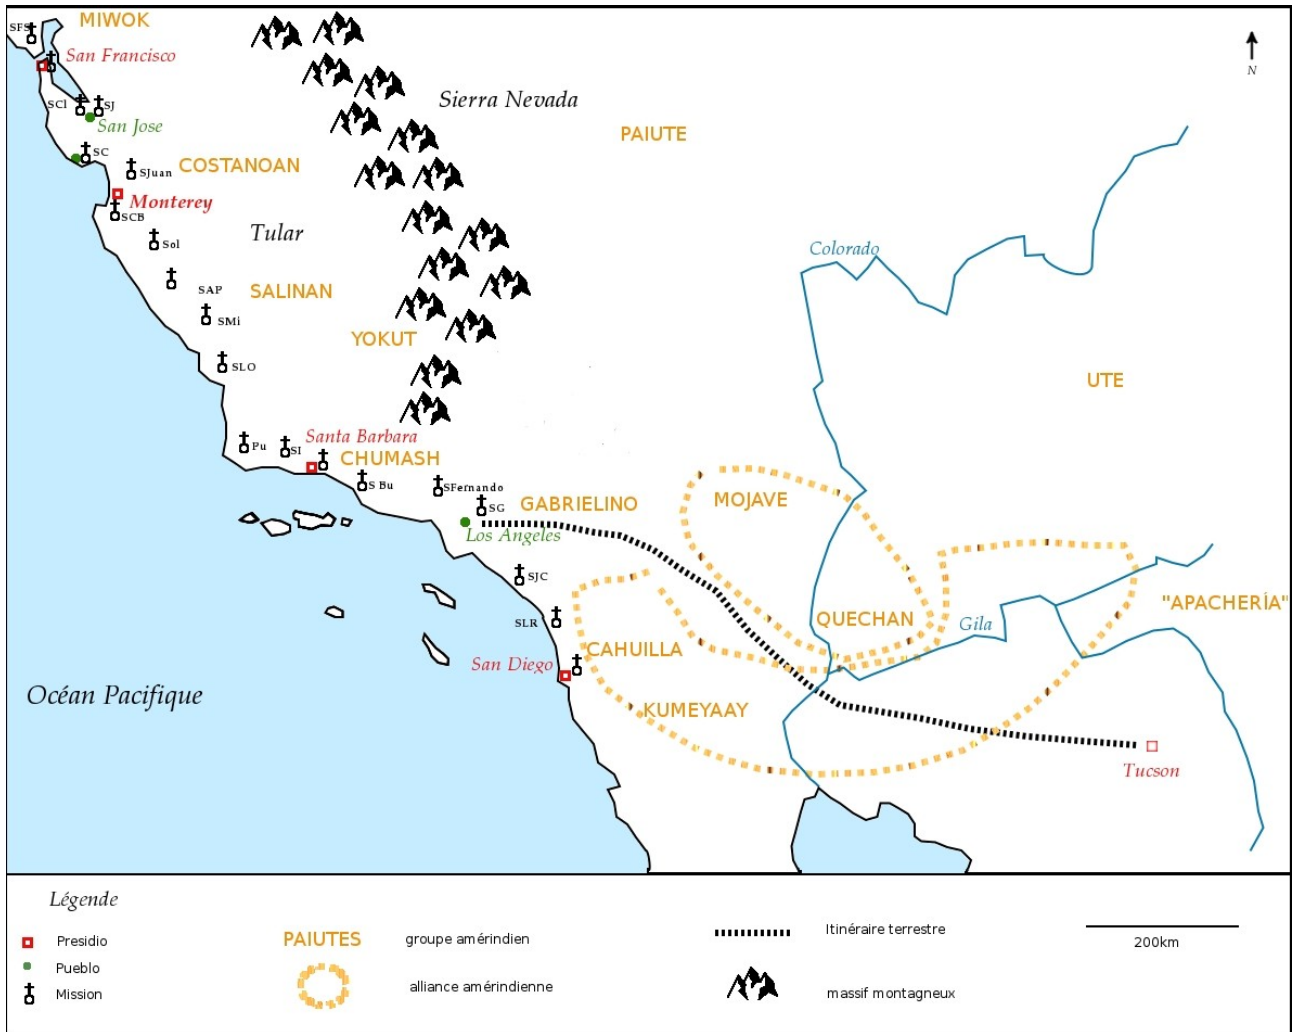 SFS
MIWOK
San Francisco
N
SCl
SJ
Sierra Nevada
San Jose
PAIUTE
SC
COSTANOAN
SJuan
Monterey
SCB
Tular
Sol
Colorado
SAP
SALINAN
SMi
YOKUT
SLO
UTE
Santa Barbara
Pu
SI
CHUMASH
S Bu
SFernando
MOJAVE
SG
GABRIELINO
Los Angeles
SJC
SLR
QUECHAN
Gila
"APACHERÍA"
CAHUILLA
San Diego
Océan Pacifique
KUMEYAAY
Tucson
Légende
Presidio
PAIUTES
groupe amérindien
Itinéraire terrestre
200km
Pueblo
alliance amérindienne
Mission
massif montagneux